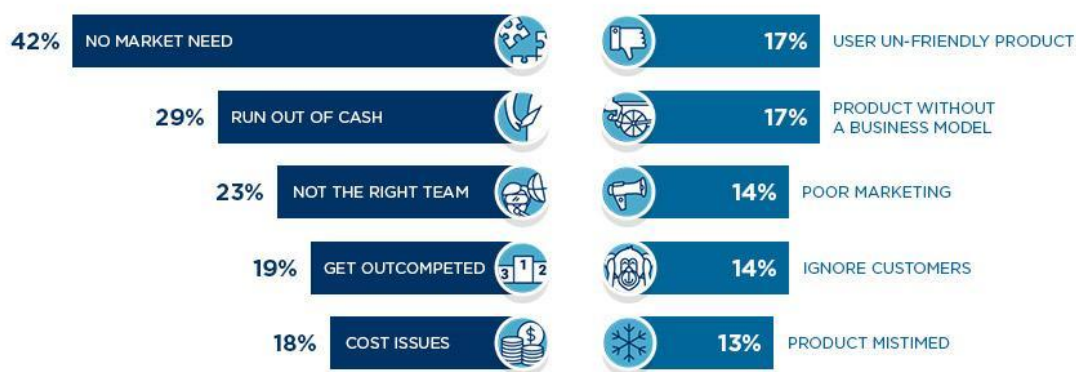 42% NO MARKET NEED
29% RUN OUT OF CASH
23% NOT THE RIGHT TEAM
19% GET OUTCOMPETED
3 1 2
18% COST ISSUES
$
17% USER UN-FRIENDLY PRODUCT
17% PRODUCT WITHOUT
A BUSINESS MODEL
14% POOR MARKETING
14% IGNORE CUSTOMERS
13% PRODUCT MISTIMED